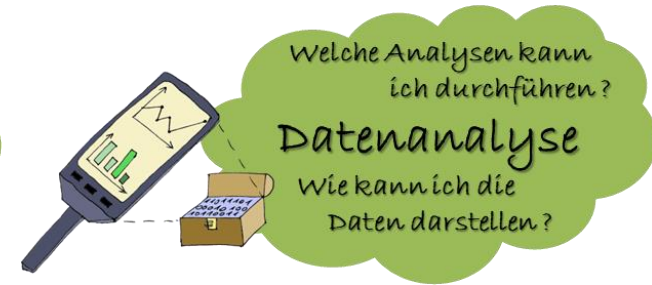 Welche Analysen kann
ich durchführen?
Datenanalyse
Wie kann ich die
Daten darstellen?